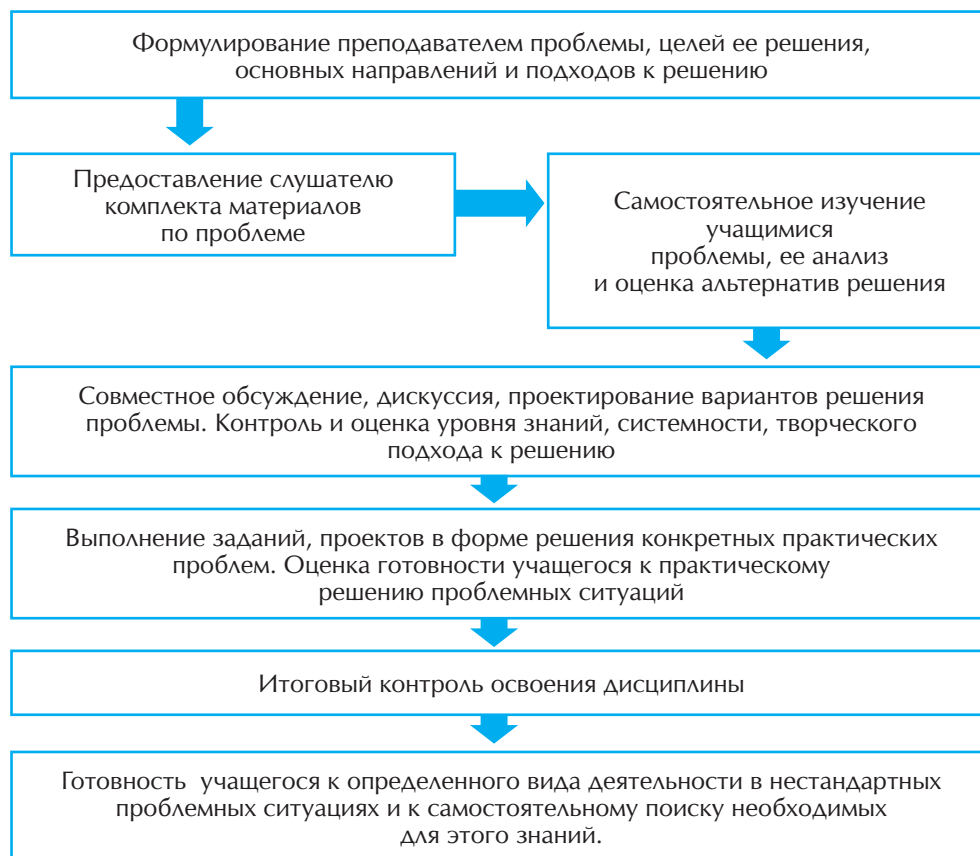 Формулирование преподавателем проблемы, целей ее решения,
основных направлений и подходов к решению
Предоставление слушателю
комплекта материалов
по проблеме
Самостоятельное изучение
учащимися
проблемы, ее анализ
и оценка альтернатив решения
Совместное обсуждение, дискуссия, проектирование вариантов решения
проблемы. Контроль и оценка уровня знаний, системности, творческого
подхода к решению
Выполнение заданий, проектов в форме решения конкретных практических
проблем. Оценка готовности учащегося к практическому
решению проблемных ситуаций
Итоговый контроль освоения дисциплины
Готовность учащегося к определенного вида деятельности в нестандартных
проблемных ситуациях и к самостоятельному поиску необходимых
для этого знаний.